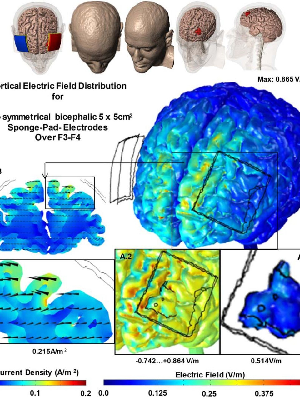 Max: 0.865 V
ortical Electric Field Distribution
for
symmetrical bicephalic 5 x 5cm²
Sponge-Pad- Electrodes
Over F3-F4
A.2
A
0.215A/m²
-0.742...+0.864 V/m
0.514V/m
urrent Density (A/m²)
Electric Field (V/m)
0.1
0.2
0.0
0.125
0.25
0.375